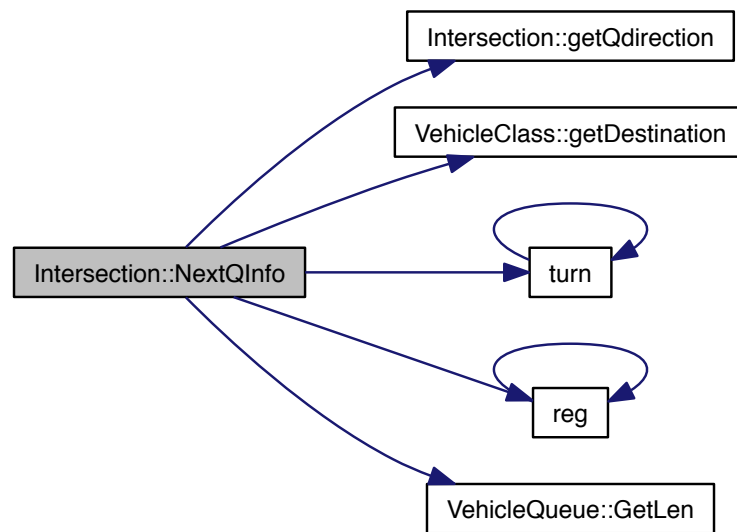 Intersection::getQdirection
VehicleClass::getDestination
Intersection::NextQInfo
turn
reg
VehicleQueue::GetLen